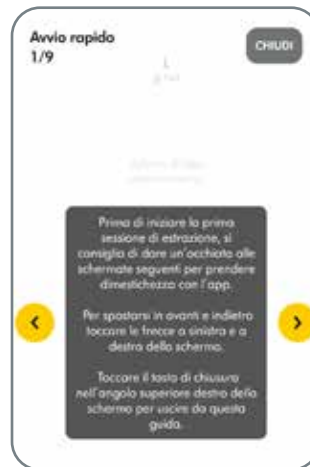 Avvio rapido
1/9
CHIUDI
Prima di iniziare la prima
sessione di estrazione, si
consiglia di dare un'occhiata alle
schermate seguenti per prendere
dimestichezza con l'app.
Per spostarsi in avanti e indietro
toccare le frecce a sinistra e a
destra dello schermo.
Toccare il tasto di chiusura
nell'angolo superiore destro dello
schermo per uscire da questa
guida.